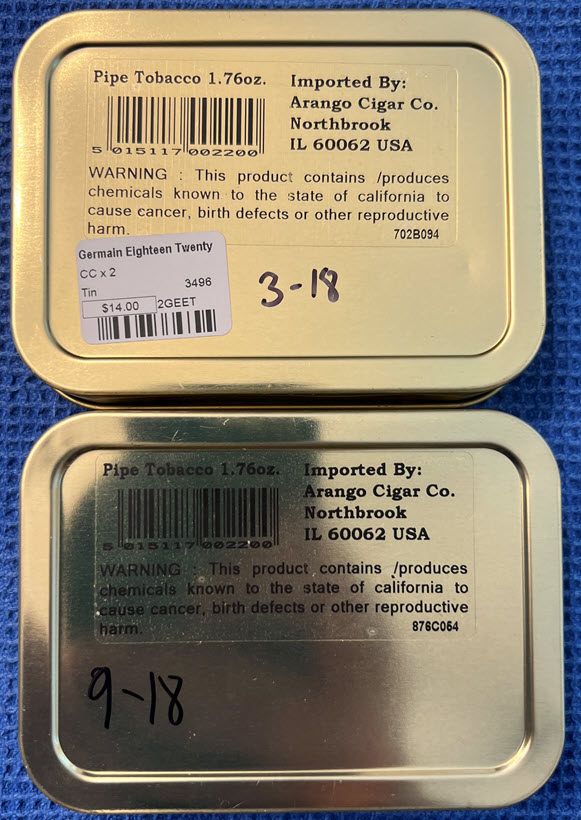 Pipe Tobacco 1.76oz.
5 015117 002200
Imported By:
Arango Cigar Co.
Northbrook
IL 60062 USA
WARNING : This product contains /produces
chemicals known to the state of california to
cause cancer, birth defects or other reproductive
harm.
702B094
Germain Eighteen Twenty
CC x 2
Tin
3496
$14.00
2GEET
3-18
Pipe Tobacco 1.76oz.
5 015117 002200
Imported By:
Arango Cigar Co.
Northbrook
IL 60062 USA
WARNING : This product contains /produces
chemicals known to the state of california to
cause cancer, birth defects or other reproductive
harm.
876C054
9-18